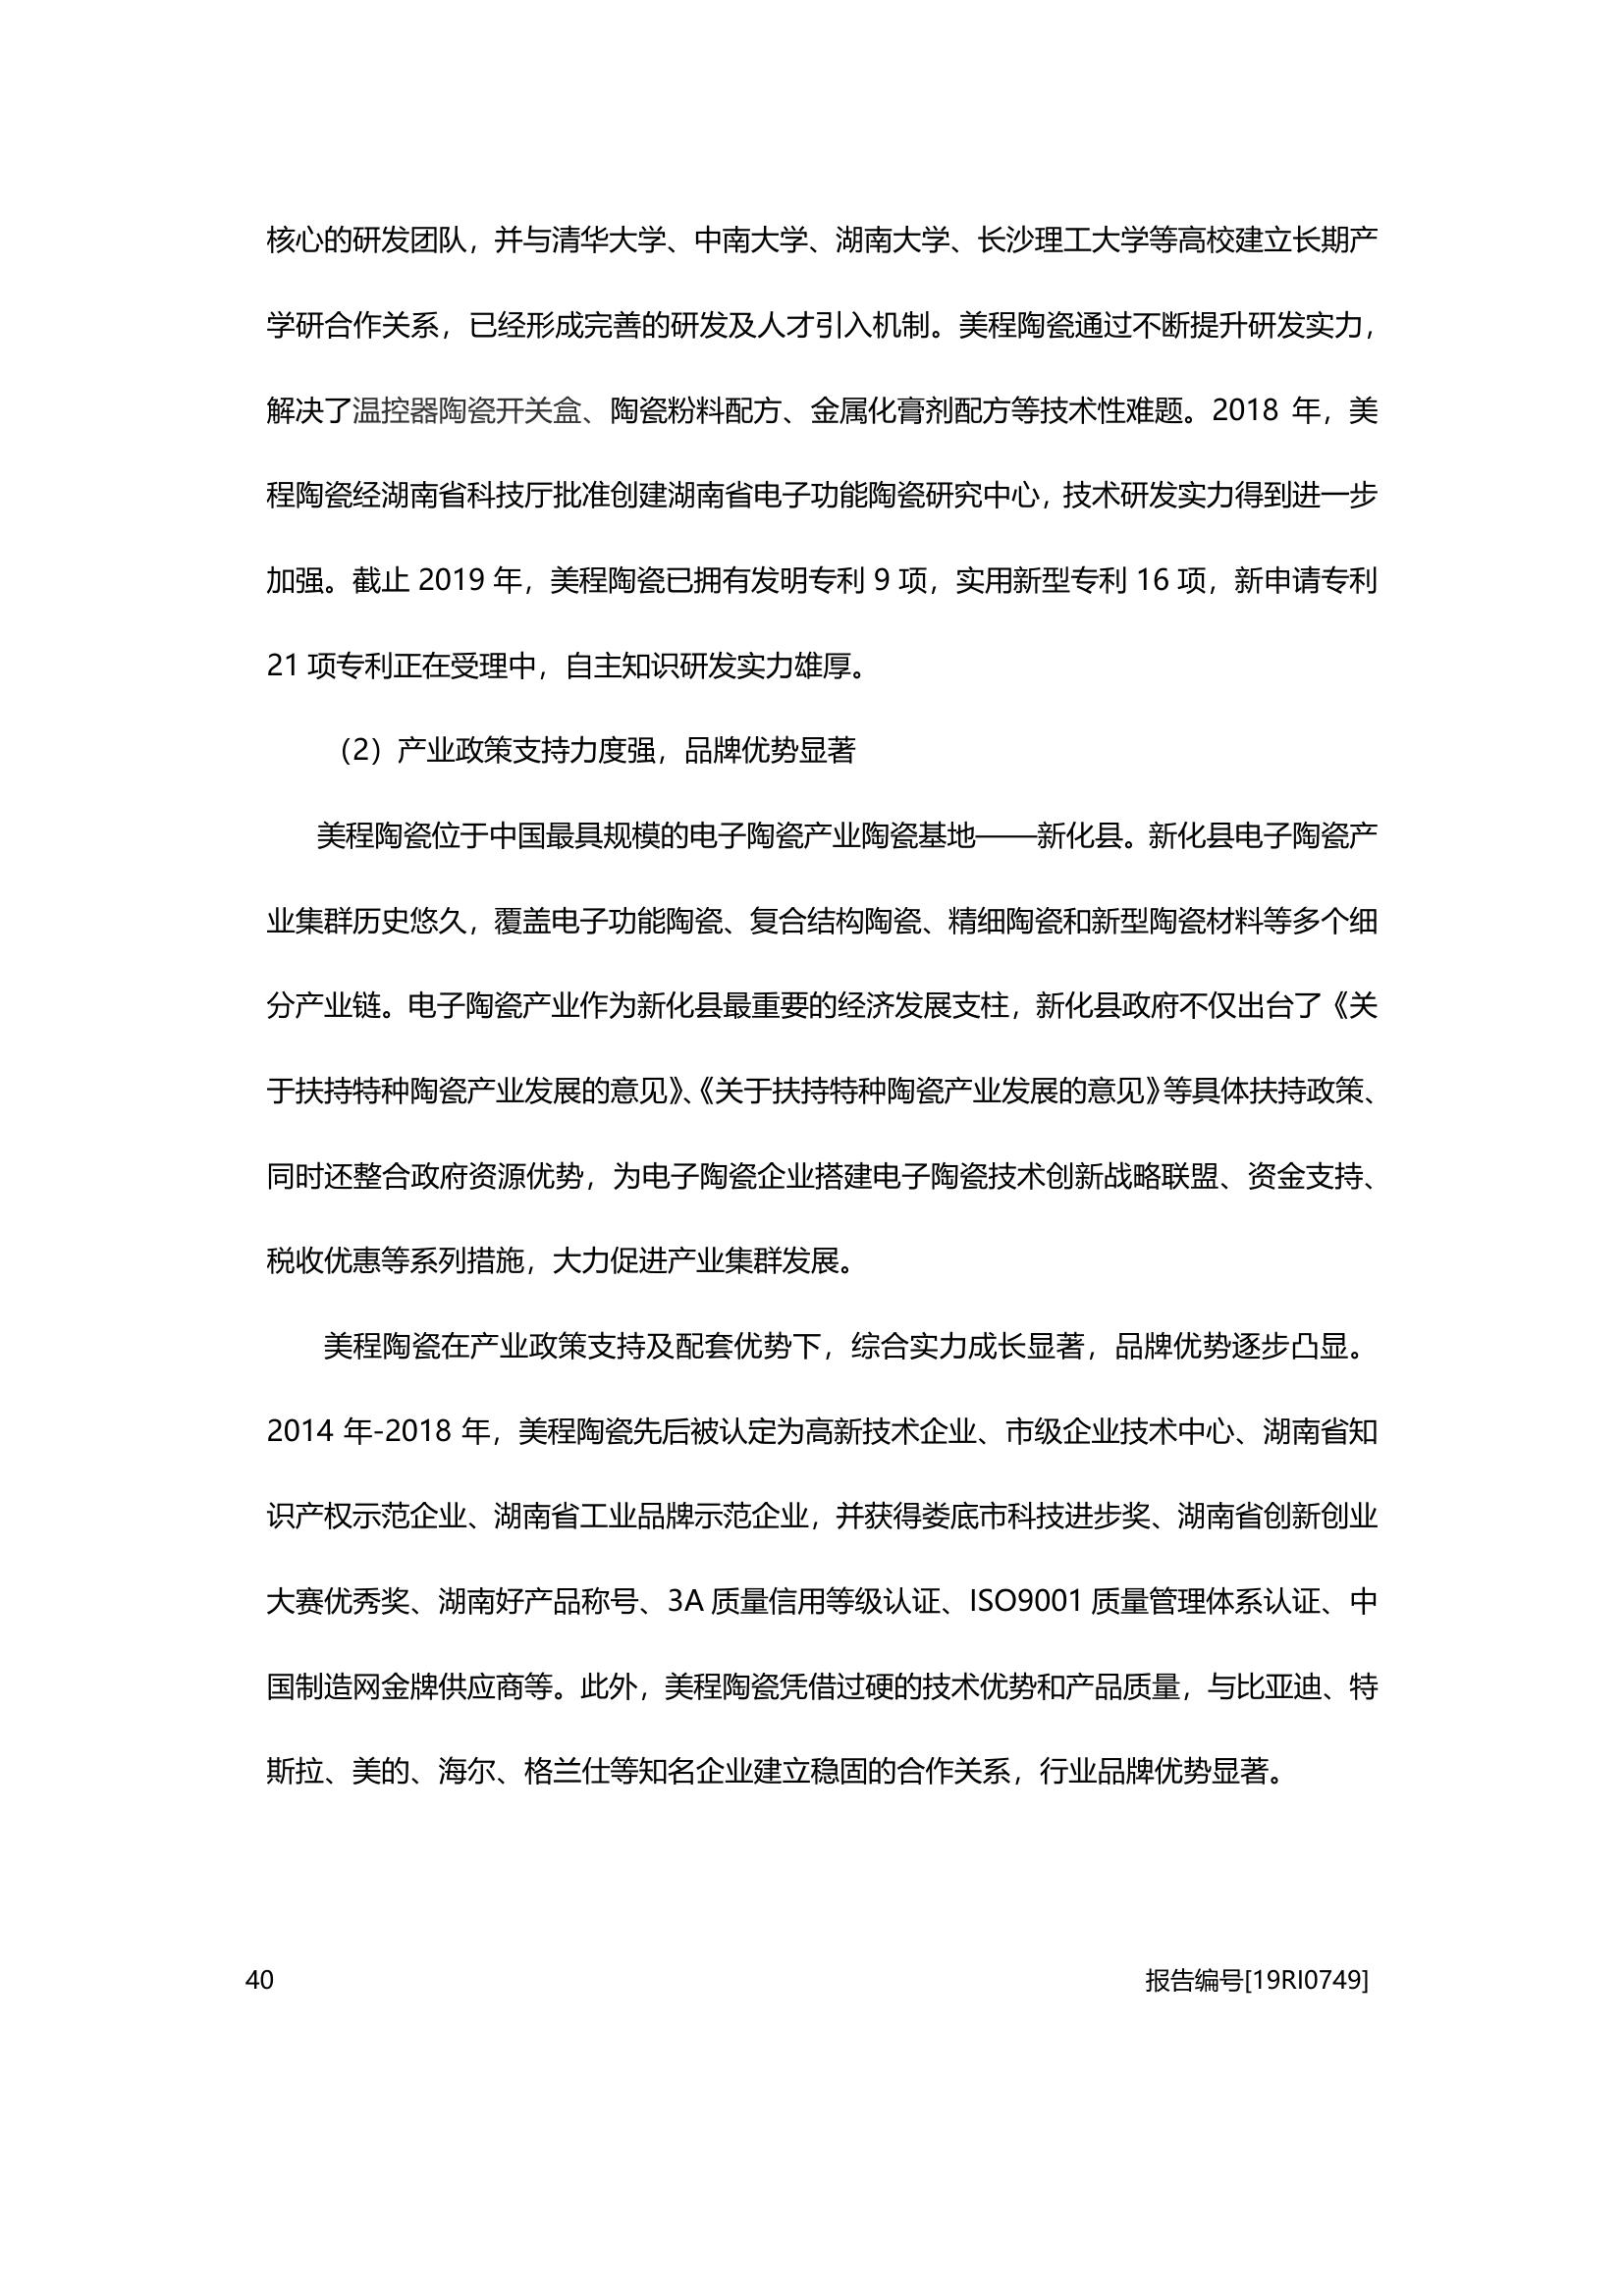 核心的研发团队，并与清华大学、中南大学、湖南大学、长沙理工大学等高校建立长期产
学研合作关系，已经形成完善的研发及人才引入机制。美程陶瓷通过不断提升研发实力，
解决了温控器陶瓷开关盒、陶瓷粉料配方、金属化膏剂配方等技术性难题。2018 年，美
程陶瓷经湖南省科技厅批准创建湖南省电子功能陶瓷研究中心，技术研发实力得到进一步
加强。截止 2019 年，美程陶瓷已拥有发明专利 9 项，实用新型专利 16 项，新申请专利
21 项专利正在受理中，自主知识研发实力雄厚。
（2）产业政策支持力度强，品牌优势显著
美程陶瓷位于中国最具规模的电子陶瓷产业陶瓷基地——新化县。新化县电子陶瓷产
业集群历史悠久，覆盖电子功能陶瓷、复合结构陶瓷、精细陶瓷和新型陶瓷材料等多个细
分产业链。电子陶瓷产业作为新化县最重要的经济发展支柱，新化县政府不仅出台了《关
于扶持特种陶瓷产业发展的意见》、《关于扶持特种陶瓷产业发展的意见》等具体扶持政策、
同时还整合政府资源优势，为电子陶瓷企业搭建电子陶瓷技术创新战略联盟、资金支持、
税收优惠等系列措施，大力促进产业集群发展。
美程陶瓷在产业政策支持及配套优势下，综合实力成长显著，品牌优势逐步凸显。
2014 年-2018 年，美程陶瓷先后被认定为高新技术企业、市级企业技术中心、湖南省知
识产权示范企业、湖南省工业品牌示范企业，并获得娄底市科技进步奖、湖南省创新创业
大赛优秀奖、湖南好产品称号、3A 质量信用等级认证、ISO9001 质量管理体系认证、中
国制造网金牌供应商等。此外，美程陶瓷凭借过硬的技术优势和产品质量，与比亚迪、特
斯拉、美的、海尔、格兰仕等知名企业建立稳固的合作关系，行业品牌优势显著。
40 报告编号[19RI0749]